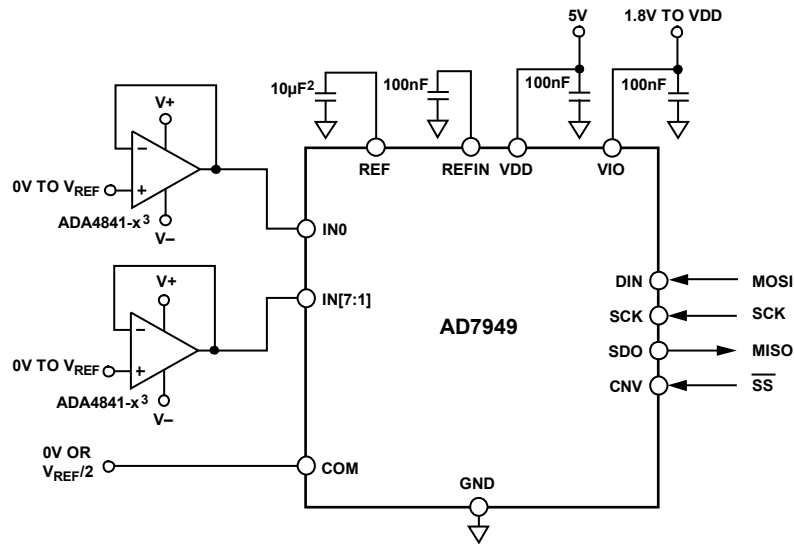 5V
1.8V TO VDD
10µF²
100nF
100nF
100nF
V+
–
+
0V TO VREF
ADA4841-x³
V–
REF
REFIN
VDD
VIO
IN0
V+
–
+
0V TO VREF
ADA4841-x³
V–
IN[7:1]
AD7949
DIN
MOSI
SCK
SCK
SDO
MISO
CNV
SS
0V OR
VREF/2
COM
GND